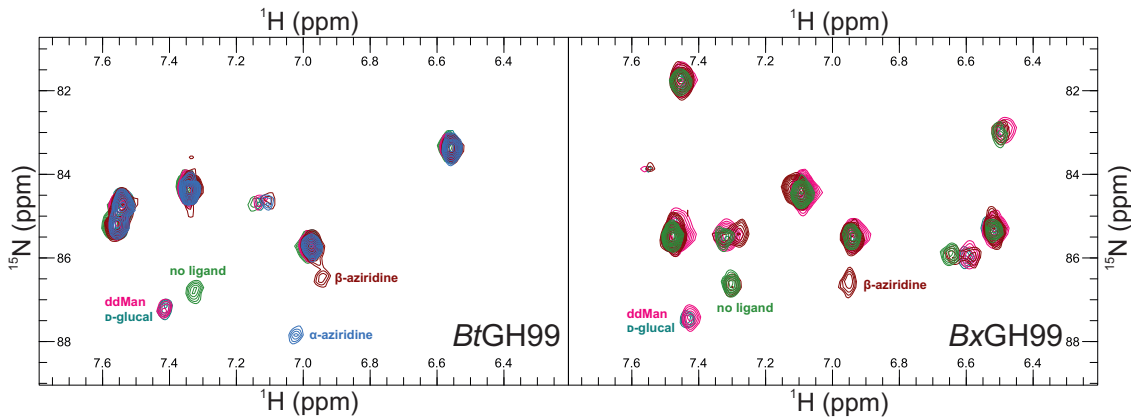 ¹H (ppm) ¹H (ppm)
7.6 7.4 7.2 7.0 6.8 6.6 6.4 7.6 7.4 7.2 7.0 6.8 6.6 6.4
82 82 82
84 84 84
¹⁵N (ppm) ¹⁵N (ppm)
86 86 86
no ligand β-aziridine β-aziridine
ddMan no ligand
ᴅ-glucal ddMan
α-aziridine ᴅ-glucal
88 BtGH99 88 BxGH99 88
7.6 7.4 7.2 7.0 6.8 6.6 6.4 7.6 7.4 7.2 7.0 6.8 6.6 6.4
¹H (ppm) ¹H (ppm)